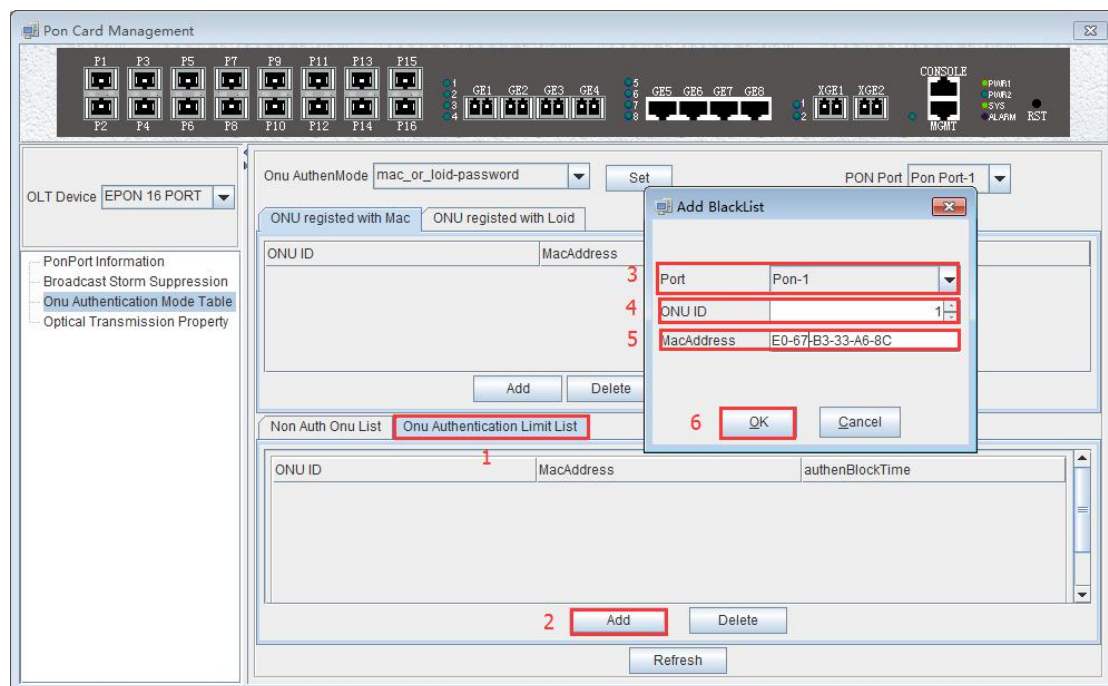 Pon Card Management
P1 P3 P5 P7 P9 P11 P13 P15
P2 P4 P6 P8 P10 P12 P14 P16
1
2
3
4
GE1 GE2 GE3 GE4
5
6
7
8
GE5 GE6 GE7 GE8
1
2
XGE1 XGE2
CONSOLE
MGMT
PWR1
PWR2
SYS
ALARM
RST
OLT Device EPON 16 PORT
PonPort Information
Broadcast Storm Suppression
Onu Authentication Mode Table
Optical Transmission Property
Onu AuthenMode mac_or_loid-password Set PON Port Pon Port-1
ONU registed with Mac ONU registed with Loid
ONU ID MacAddress
Add Delete
Add BlackList
3 Port Pon-1
4 ONU ID 1
5 MacAddress E0-67-B3-33-A6-8C
6 OK Cancel
Non Auth Onu List Onu Authentication Limit List
1
ONU ID MacAddress authenBlockTime
2 Add Delete
Refresh